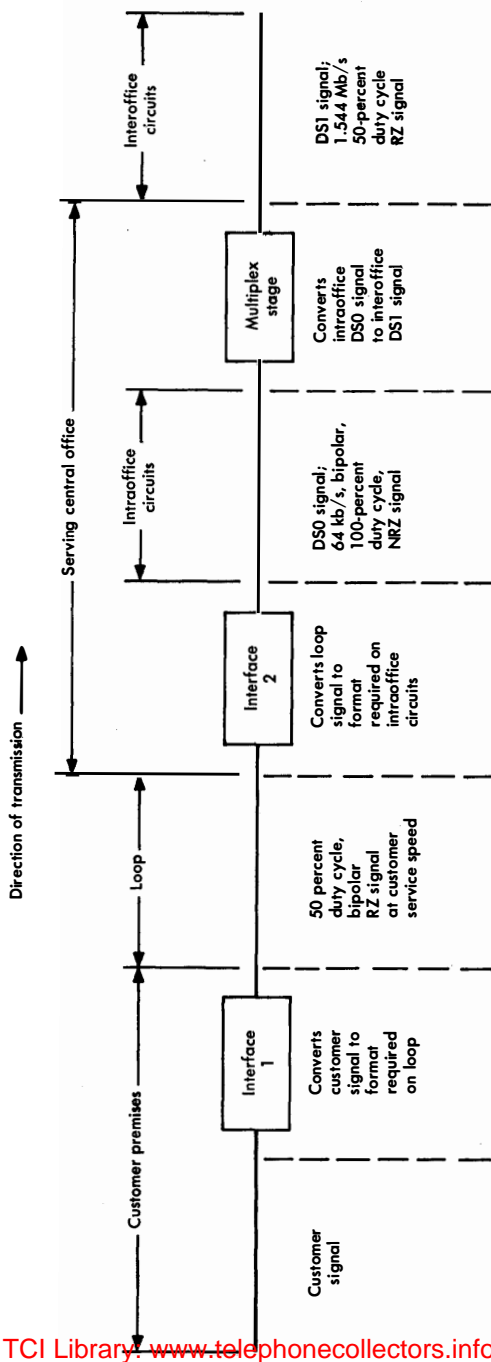 Direction of transmission
Serving central office
Customer premises
Loop
Intraoffice
circuits
Interoffice
circuits
Interface
1
Interface
2
Multiplex
stage
Customer
signal
Converts
customer
signal to
format
required
on loop
50 percent
duty cycle,
bipolar
RZ signal
at customer
service speed
Converts loop
signal to
format
required on
intraoffice
circuits
DS0 signal;
64 kb/s, bipolar,
100-percent
duty cycle,
NRZ signal
Converts
intraoffice
DS0 signal
to interoffice
DS1 signal
DS1 signal;
1.544 Mb/s
50-percent
duty cycle
RZ signal
TCI Library: www.telephonecollectors.info